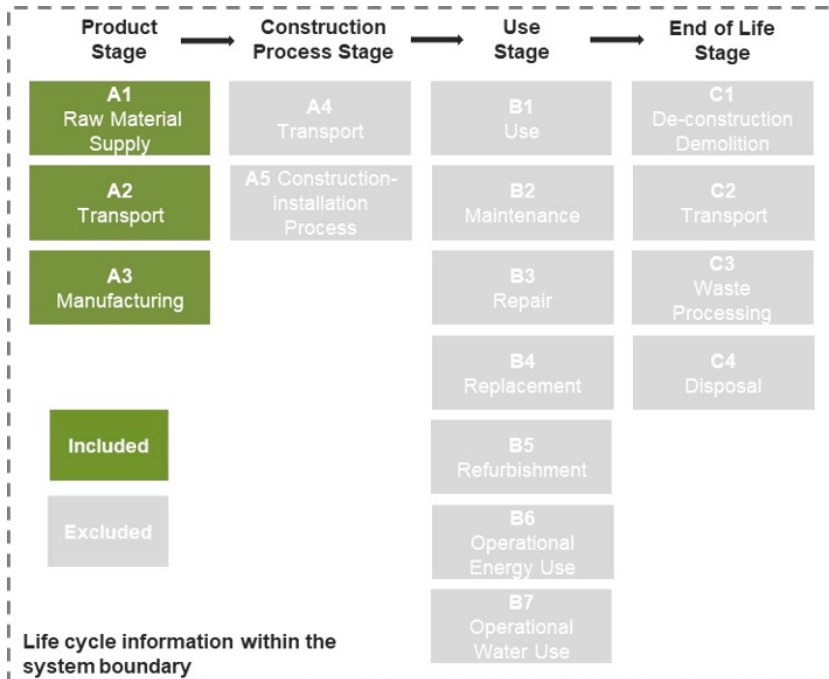 Product
Stage
Construction
Process Stage
Use
Stage
End of Life
Stage
A1
Raw Material
Supply
A2
Transport
A3
Manufacturing
A4
Transport
A5 Construction-
installation
Process
B1
Use
B2
Maintenance
B3
Repair
B4
Replacement
B5
Refurbishment
B6
Operational
Energy Use
B7
Operational
Water Use
C1
De-construction
Demolition
C2
Transport
C3
Waste
Processing
C4
Disposal
Included
Excluded
Life cycle information within the
system boundary